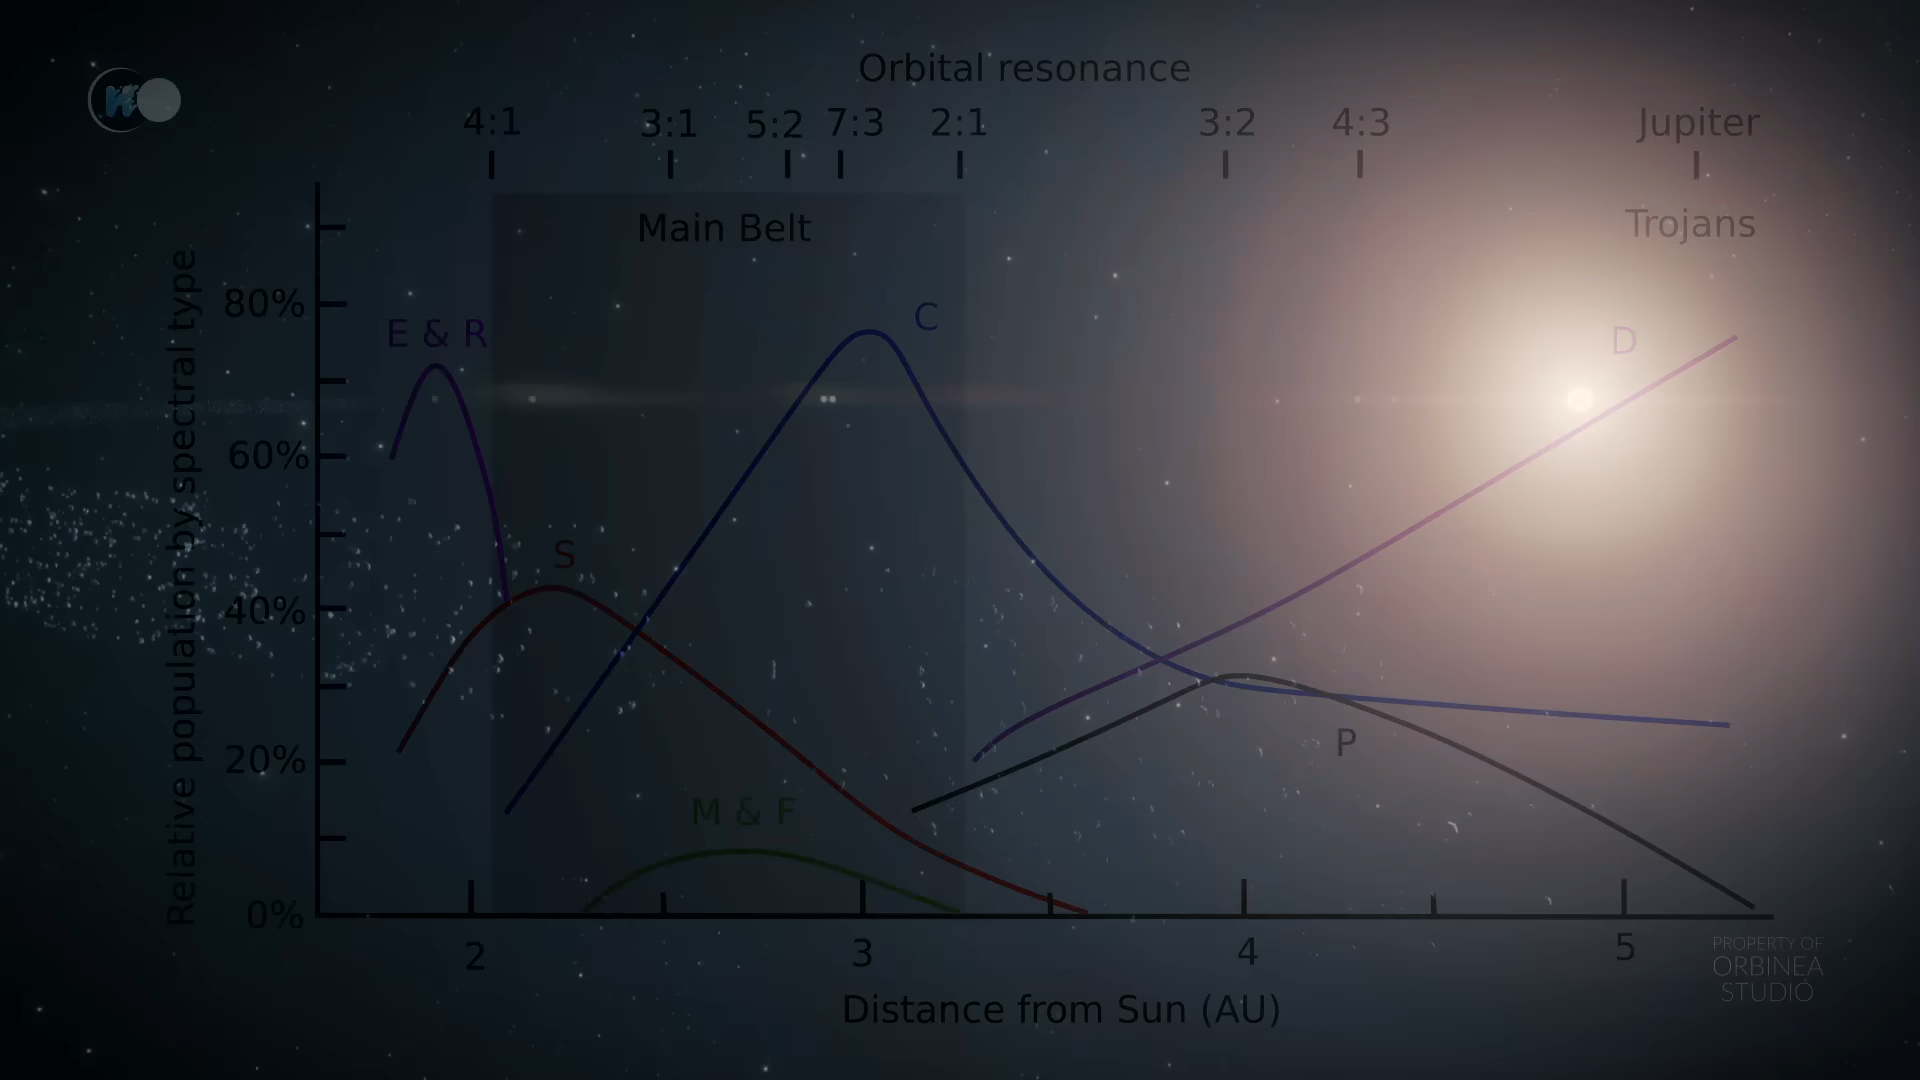 Orbital resonance
4:1 3:1 5:2 7:3 2:1 3:2 4:3 Jupiter
Main Belt
Trojans
Relative population by spectral type
80%
60%
40%
20%
0%
E & R
C
D
S
P
M & F
2 3 4 5
Distance from Sun (AU)
PROPERTY OF
ORBINEA
STUDIO